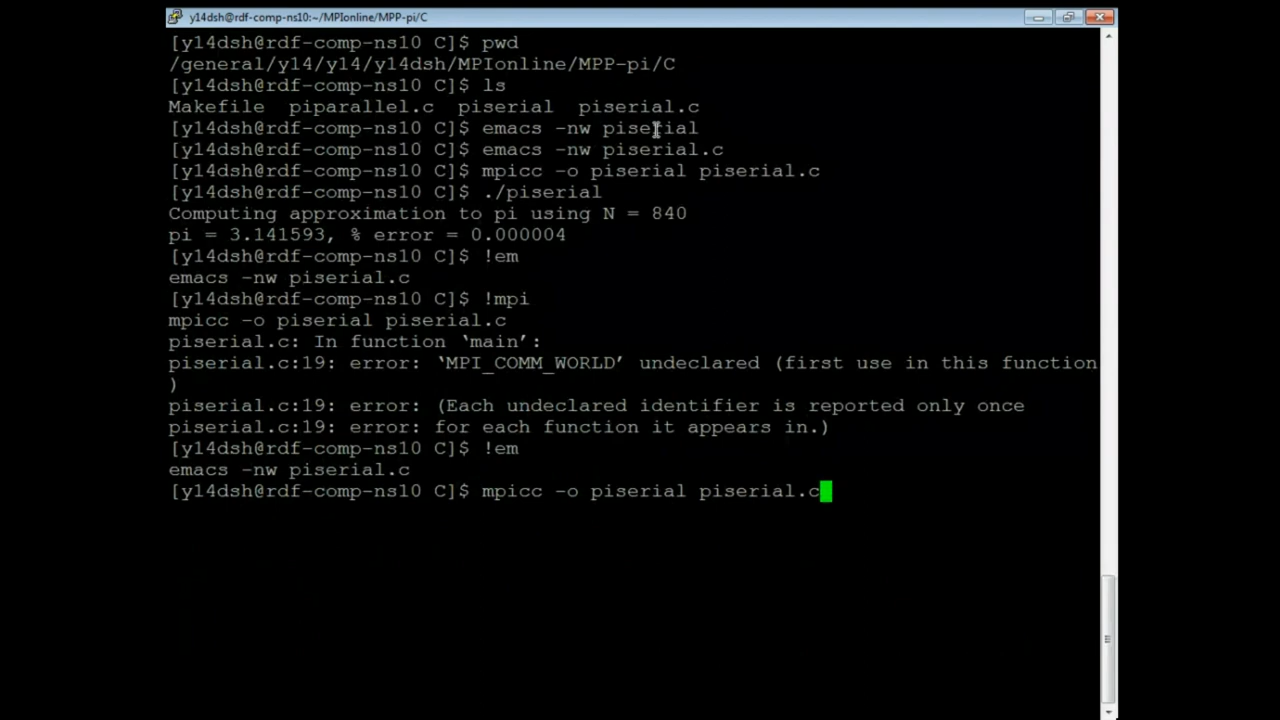 y14dsh@rdf-comp-ns10:~/MPIonline/MPP-pi/C
[y14dsh@rdf-comp-ns10 C]$ pwd
/general/y14/y14/y14dsh/MPIonline/MPP-pi/C
[y14dsh@rdf-comp-ns10 C]$ ls
Makefile  piparallel.c  piserial  piserial.c
[y14dsh@rdf-comp-ns10 C]$ emacs -nw piserial
[y14dsh@rdf-comp-ns10 C]$ emacs -nw piserial.c
[y14dsh@rdf-comp-ns10 C]$ mpicc -o piserial piserial.c
[y14dsh@rdf-comp-ns10 C]$ ./piserial
Computing approximation to pi using N = 840
pi = 3.141593, % error = 0.000004
[y14dsh@rdf-comp-ns10 C]$ !em
emacs -nw piserial.c
[y14dsh@rdf-comp-ns10 C]$ !mpi
mpicc -o piserial piserial.c
piserial.c: In function ‘main’:
piserial.c:19: error: ‘MPI_COMM_WORLD’ undeclared (first use in this function
)
piserial.c:19: error: (Each undeclared identifier is reported only once
piserial.c:19: error: for each function it appears in.)
[y14dsh@rdf-comp-ns10 C]$ !em
emacs -nw piserial.c
[y14dsh@rdf-comp-ns10 C]$ mpicc -o piserial piserial.c